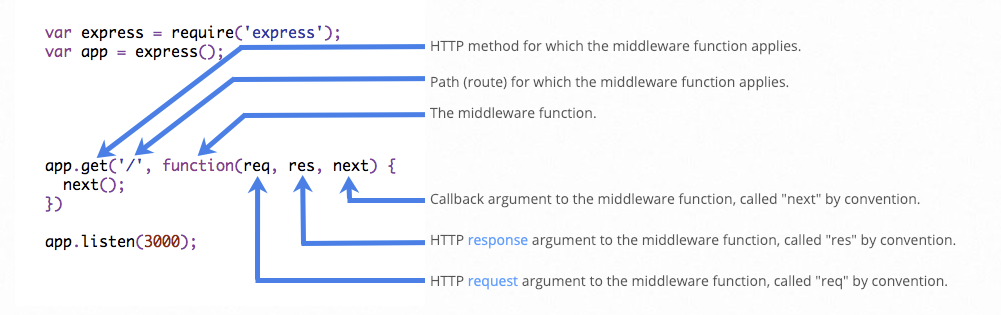 var express = require('express');
var app = express();
HTTP method for which the middleware function applies.
Path (route) for which the middleware function applies.
The middleware function.
app.get('/', function(req, res, next) {
  next();
})
Callback argument to the middleware function, called "next" by convention.
app.listen(3000);
HTTP response argument to the middleware function, called "res" by convention.
HTTP request argument to the middleware function, called "req" by convention.